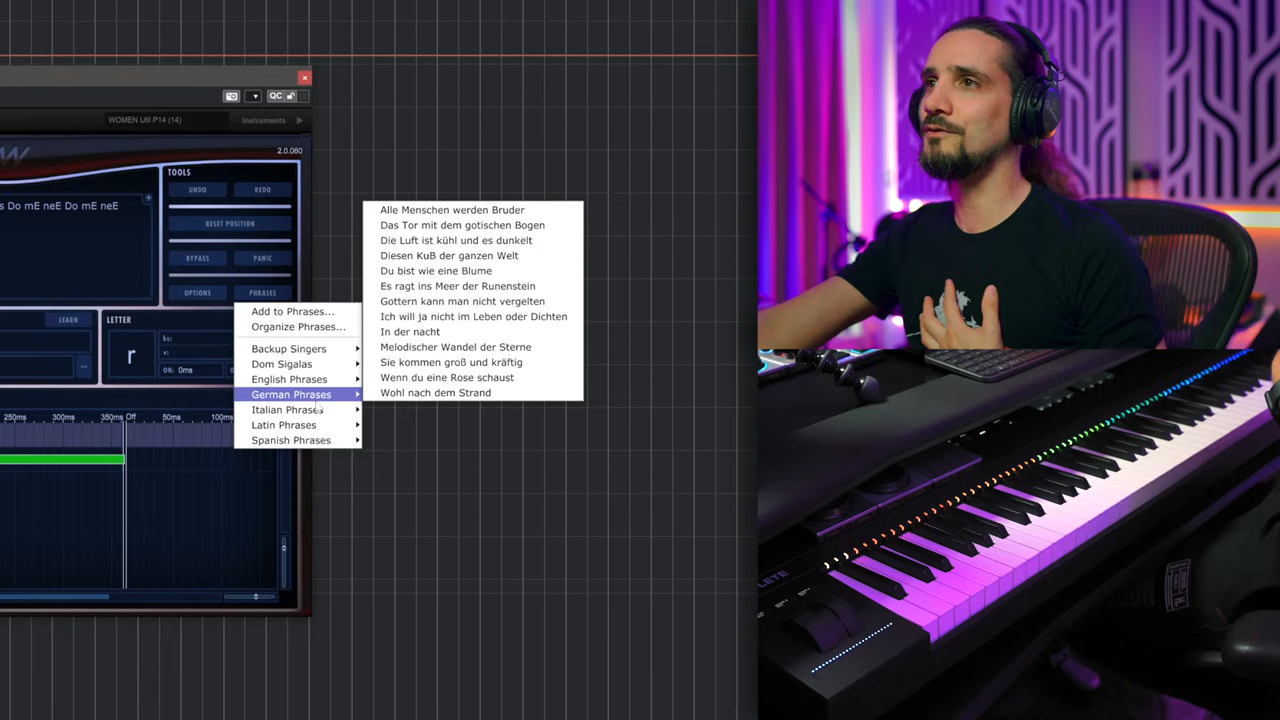 QC
WOMEN Util P14 (14)
Instruments
2.0.060
TOOLS
UNDO
REDO
s Do mE neE Do mE neE
RESET POSITION
BYPASS
PANIC
OPTIONS
PHRASES
LEARN
LETTER
r
ks:
v:
ON: 0ms
250ms
300ms
350ms
Off
50ms
100ms
Add to Phrases...
Organize Phrases...
Backup Singers
Dom Sigalas
English Phrases
German Phrases
Italian Phrases
Latin Phrases
Spanish Phrases
Alle Menschen werden Bruder
Das Tor mit dem gotischen Bogen
Die Luft ist kühl und es dunkelt
Diesen KuB der ganzen Welt
Du bist wie eine Blume
Es ragt ins Meer der Runenstein
Gottern kann man nicht vergelten
Ich will ja nicht im Leben oder Dichten
In der nacht
Melodischer Wandel der Sterne
Sie kommen groß und kräftig
Wenn du eine Rose schaust
Wohl nach dem Strand